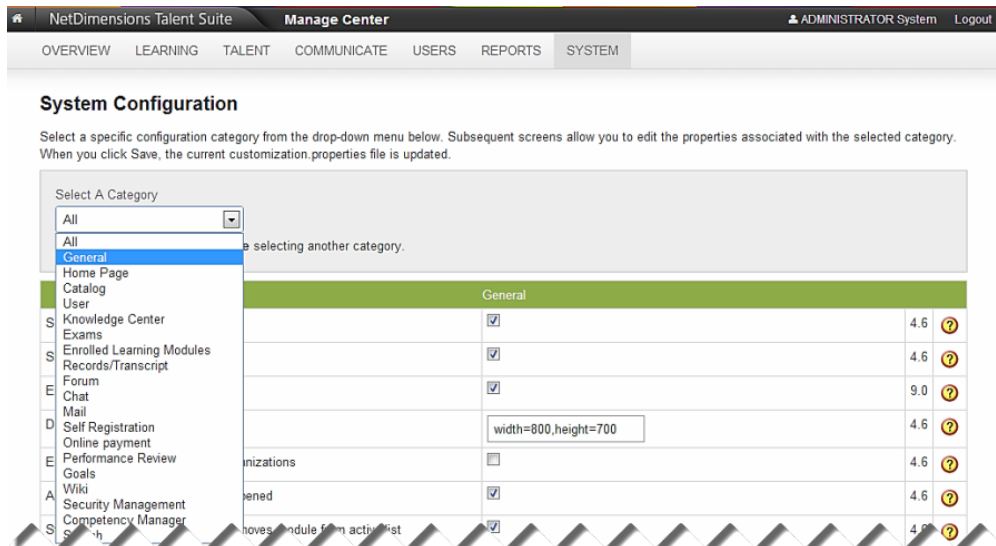 NetDimensions Talent Suite Manage Center ADMINISTRATOR System Logout
OVERVIEW LEARNING TALENT COMMUNICATE USERS REPORTS SYSTEM
System Configuration
Select a specific configuration category from the drop-down menu below. Subsequent screens allow you to edit the properties associated with the selected category.
When you click Save, the current customization.properties file is updated.
Select A Category
All
All
General
Home Page
Catalog
User
Knowledge Center
Exams
Enrolled Learning Modules
Records/Transcript
Forum
Chat
Mail
Self Registration
Online payment
Performance Review
Goals
Wiki
Security Management
Competency Manager
selecting another category.
General
S 4.6
S 4.6
E 9.0
D width=800,height=700 4.6
E 4.6
A 4.6
S module from active list